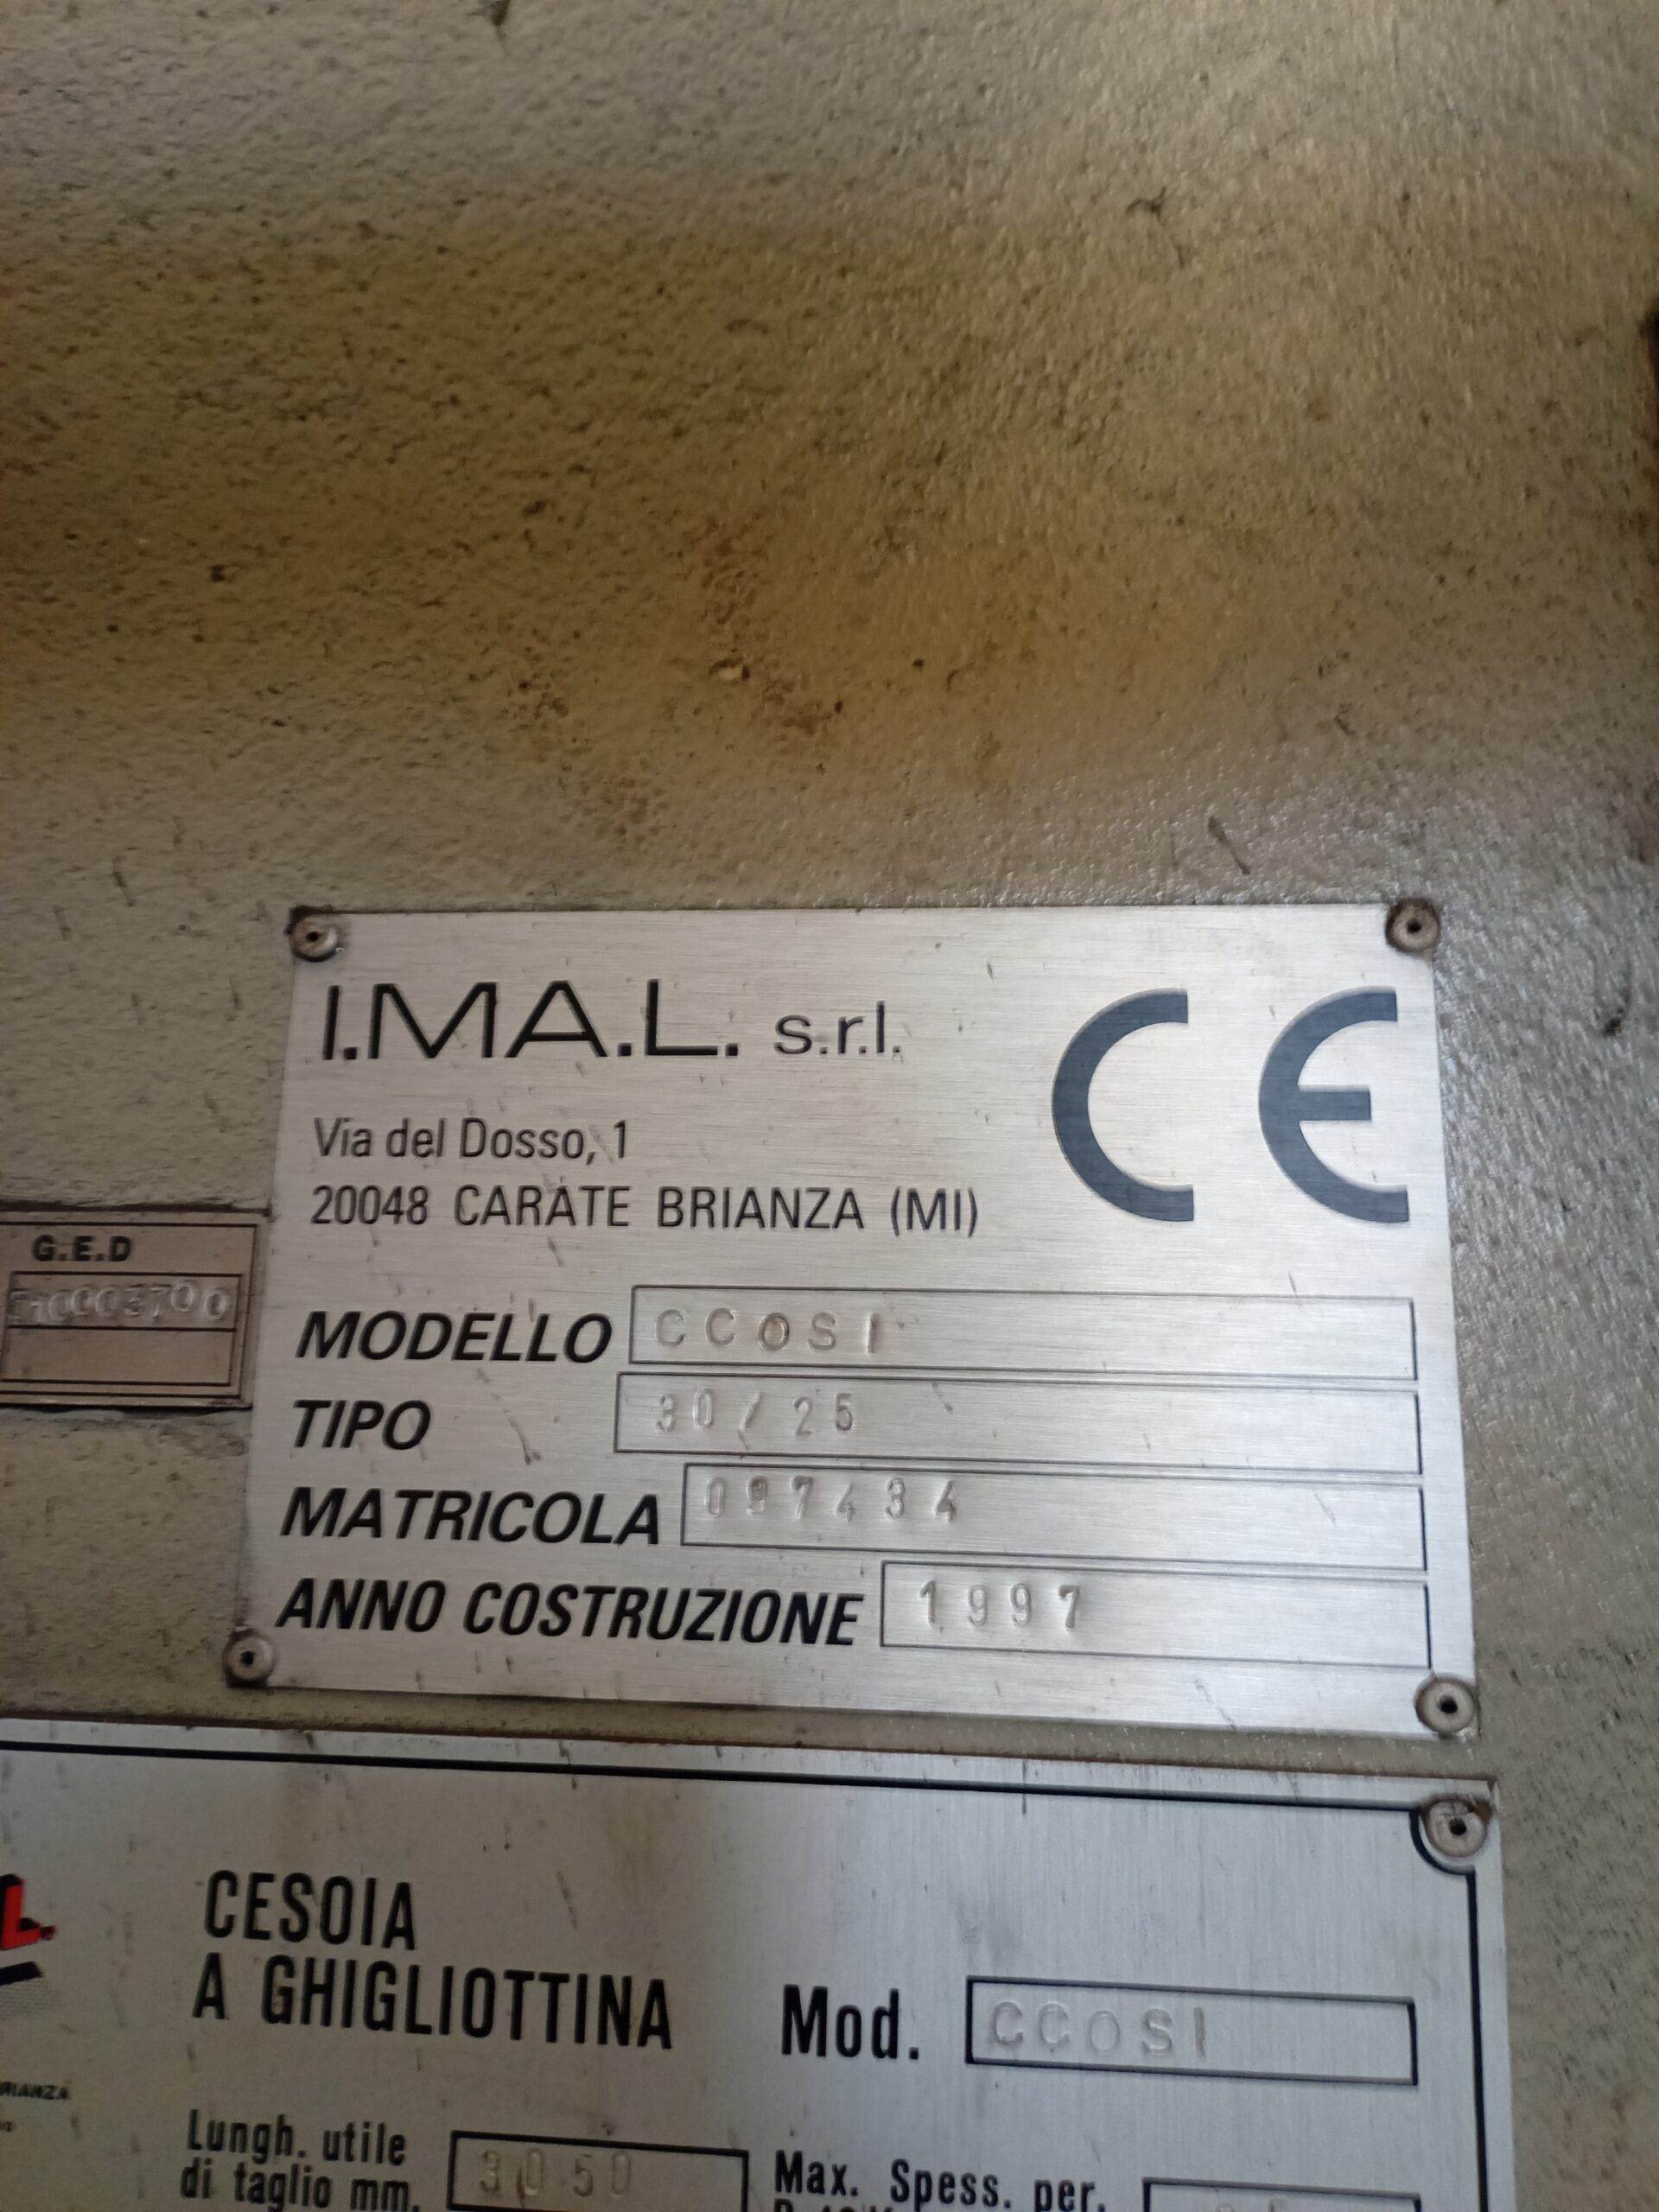 I.MA.L. s.r.l.
CE
Via del Dosso, 1
20048 CARATE BRIANZA (MI)
G.E.D
MODELLO CCOSI
TIPO 30/25
MATRICOLA 097434
ANNO COSTRUZIONE 1997
L.
CESOIA
A GHIGLIOTTINA
Mod. CCOSI
Lungh. utile
di taglio mm. 3050
Max. Spess. per.